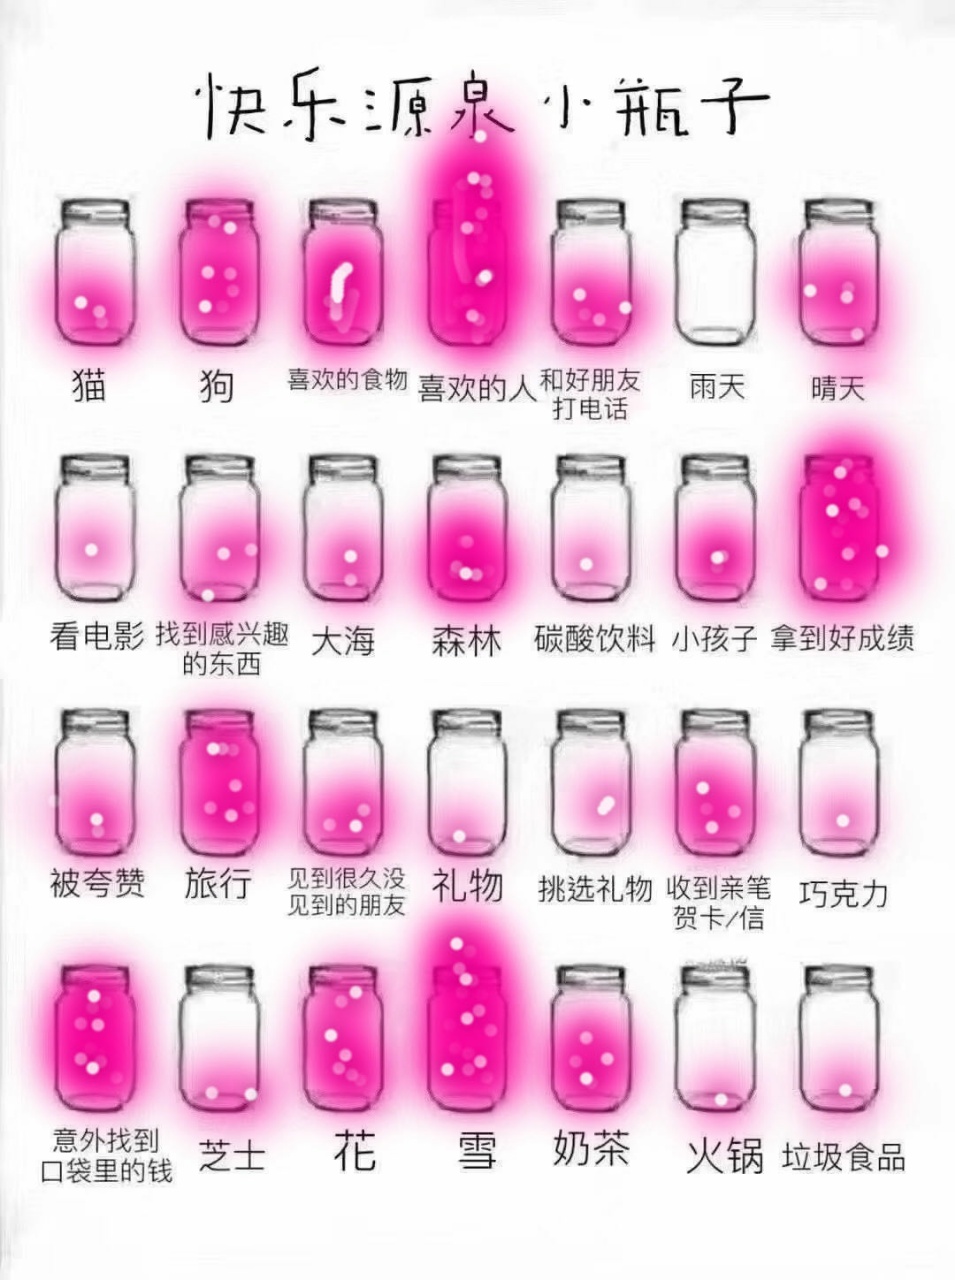 快乐源泉小瓶子
猫 狗 喜欢的食物 喜欢的人 和好朋友 雨天 晴天
打电话
看电影 找到感兴趣 大海 森林 碳酸饮料 小孩子 拿到好成绩
的东西
被夸赞 旅行 见到很久没 礼物 挑选礼物 收到亲笔 巧克力
见到的朋友 贺卡/信
意外找到 芝士 花 雪 奶茶 火锅 垃圾食品
口袋里的钱